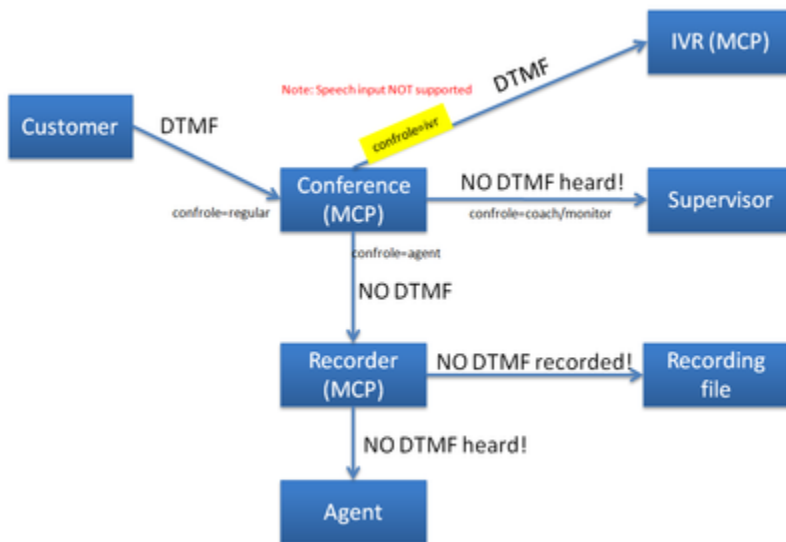 IVR (MCP)
DTMF
Note: Speech input NOT supported
Customer
DTMF
confrole=ivr
Conference
(MCP)
NO DTMF heard!
Supervisor
confrole=regular
confrole=coach/monitor
confrole=agent
NO DTMF
Recorder
(MCP)
NO DTMF recorded!
Recording
file
NO DTMF heard!
Agent